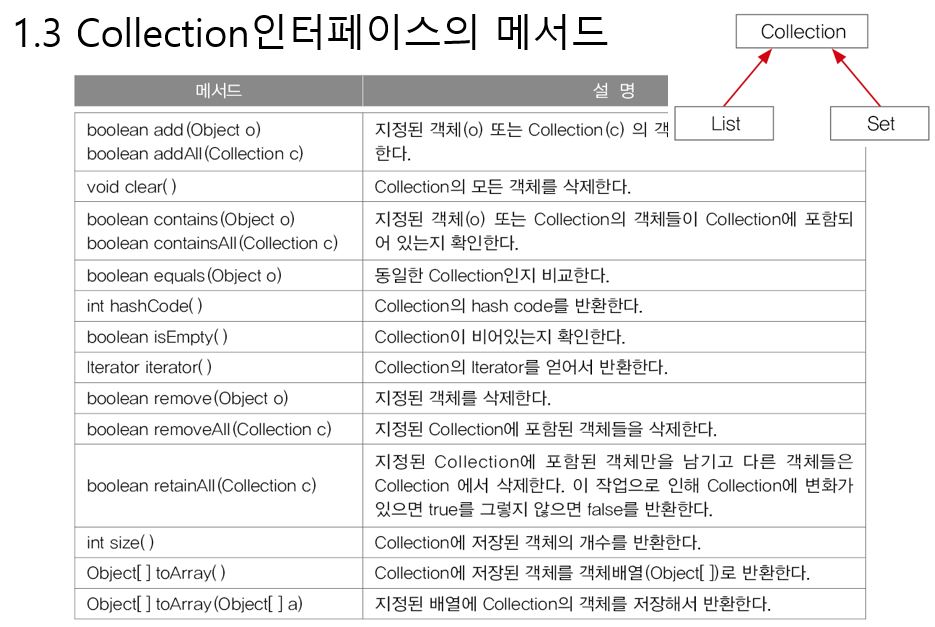 1.3 Collection인터페이스의 메서드
Collection
List
Set
메서드
설 명
boolean add(Object o)
boolean addAll(Collection c)
지정된 객체(o) 또는 Collection(c) 의 객
한다.
void clear( )
Collection의 모든 객체를 삭제한다.
boolean contains(Object o)
boolean containsAll(Collection c)
지정된 객체(o) 또는 Collection의 객체들이 Collection에 포함되
어 있는지 확인한다.
boolean equals(Object o)
동일한 Collection인지 비교한다.
int hashCode( )
Collection의 hash code를 반환한다.
boolean isEmpty( )
Collection이 비어있는지 확인한다.
Iterator iterator( )
Collection의 Iterator를 얻어서 반환한다.
boolean remove(Object o)
지정된 객체를 삭제한다.
boolean removeAll(Collection c)
지정된 Collection에 포함된 객체들을 삭제한다.
boolean retainAll(Collection c)
지정된 Collection에 포함된 객체만을 남기고 다른 객체들은
Collection 에서 삭제한다. 이 작업으로 인해 Collection에 변화가
있으면 true를 그렇지 않으면 false를 반환한다.
int size( )
Collection에 저장된 객체의 개수를 반환한다.
Object[ ] toArray( )
Collection에 저장된 객체를 객체배열(Object[ ])로 반환한다.
Object[ ] toArray(Object[ ] a)
지정된 배열에 Collection의 객체를 저장해서 반환한다.